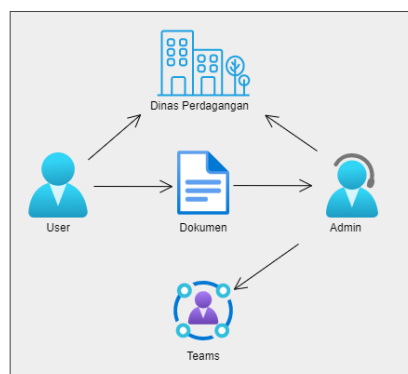 Dinas Perdagangan
User
Dokumen
Admin
Teams